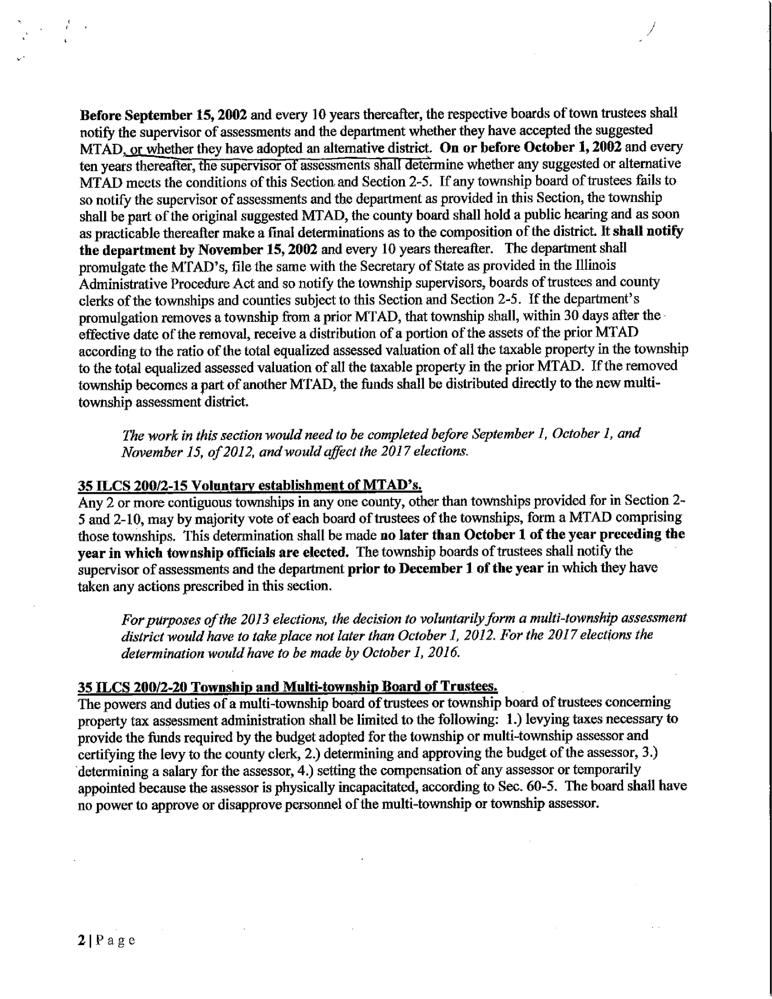 Before September 15, 2002 and every 10 years thereafter, the respective boards of town trustees shall
notify the supervisor of assessments and the department whether they have accepted the suggested
MTAD, or whether they have adopted an alternative district.  On or before October 1, 2002 and every
ten years thereafter, the supervisor of assessments shall determine whether any suggested or alternative
MTAD meets the conditions of this Section and Section 2-5.  If any township board of trustees fails to
so notify the supervisor of assessments and the department as provided in this Section, the township
shall be part of the original suggested MTAD, the county board shall hold a public hearing and as soon
as practicable thereafter make a final determinations as to the composition of the district. It shall notify
the department by November 15, 2002 and every 10 years thereafter.   The department shall
promulgate the MTAD's, file the same with the Secretary of State as provided in the Illinois
Administrative Procedure Act and so notify the township supervisors, boards of trustees and county
clerks of the townships and counties subject to this Section and Section 2-5.  If the department's
promulgation removes a township from a prior MTAD, that township shall, within 30 days after the
effective date of the removal, receive a distribution of a portion of the assets of the prior MTAD
according to the ratio of the total equalized assessed valuation of all the taxable property in the township
to the total equalized assessed valuation of all the taxable property in the prior MTAD.  If the removed
township becomes a part of another MTAD, the funds shall be distributed directly to the new multi-
township assessment district.
The work in this section would need to be completed before September 1, October 1, and
November 15, of 2012, and would affect the 2017 elections.
35 ILCS 200/2-15 Voluntary establishment of MTAD's.
Any 2 or more contiguous townships in any one county, other than townships provided for in Section 2-
5 and 2-10, may by majority vote of each board of trustees of the townships, form a MTAD comprising
those townships.  This determination shall be made no later than October 1 of the year preceding the
year in which township officials are elected.  The township boards of trustees shall notify the
supervisor of assessments and the department prior to December 1 of the year in which they have
taken any actions prescribed in this section.
For purposes of the 2013 elections, the decision to voluntarily form a multi-township assessment
district would have to take place not later than October 1, 2012. For the 2017 elections the
determination would have to be made by October 1, 2016.
35 ILCS 200/2-20 Township and Multi-township Board of Trustees.
The powers and duties of a multi-township board of trustees or township board of trustees concerning
property tax assessment administration shall be limited to the following:  1.) levying taxes necessary to
provide the funds required by the budget adopted for the township or multi-township assessor and
certifying the levy to the county clerk, 2.) determining and approving the budget of the assessor, 3.)
determining a salary for the assessor, 4.) setting the compensation of any assessor or temporarily
appointed because the assessor is physically incapacitated, according to Sec. 60-5.  The board shall have
no power to approve or disapprove personnel of the multi-township or township assessor.
2 | P a g e